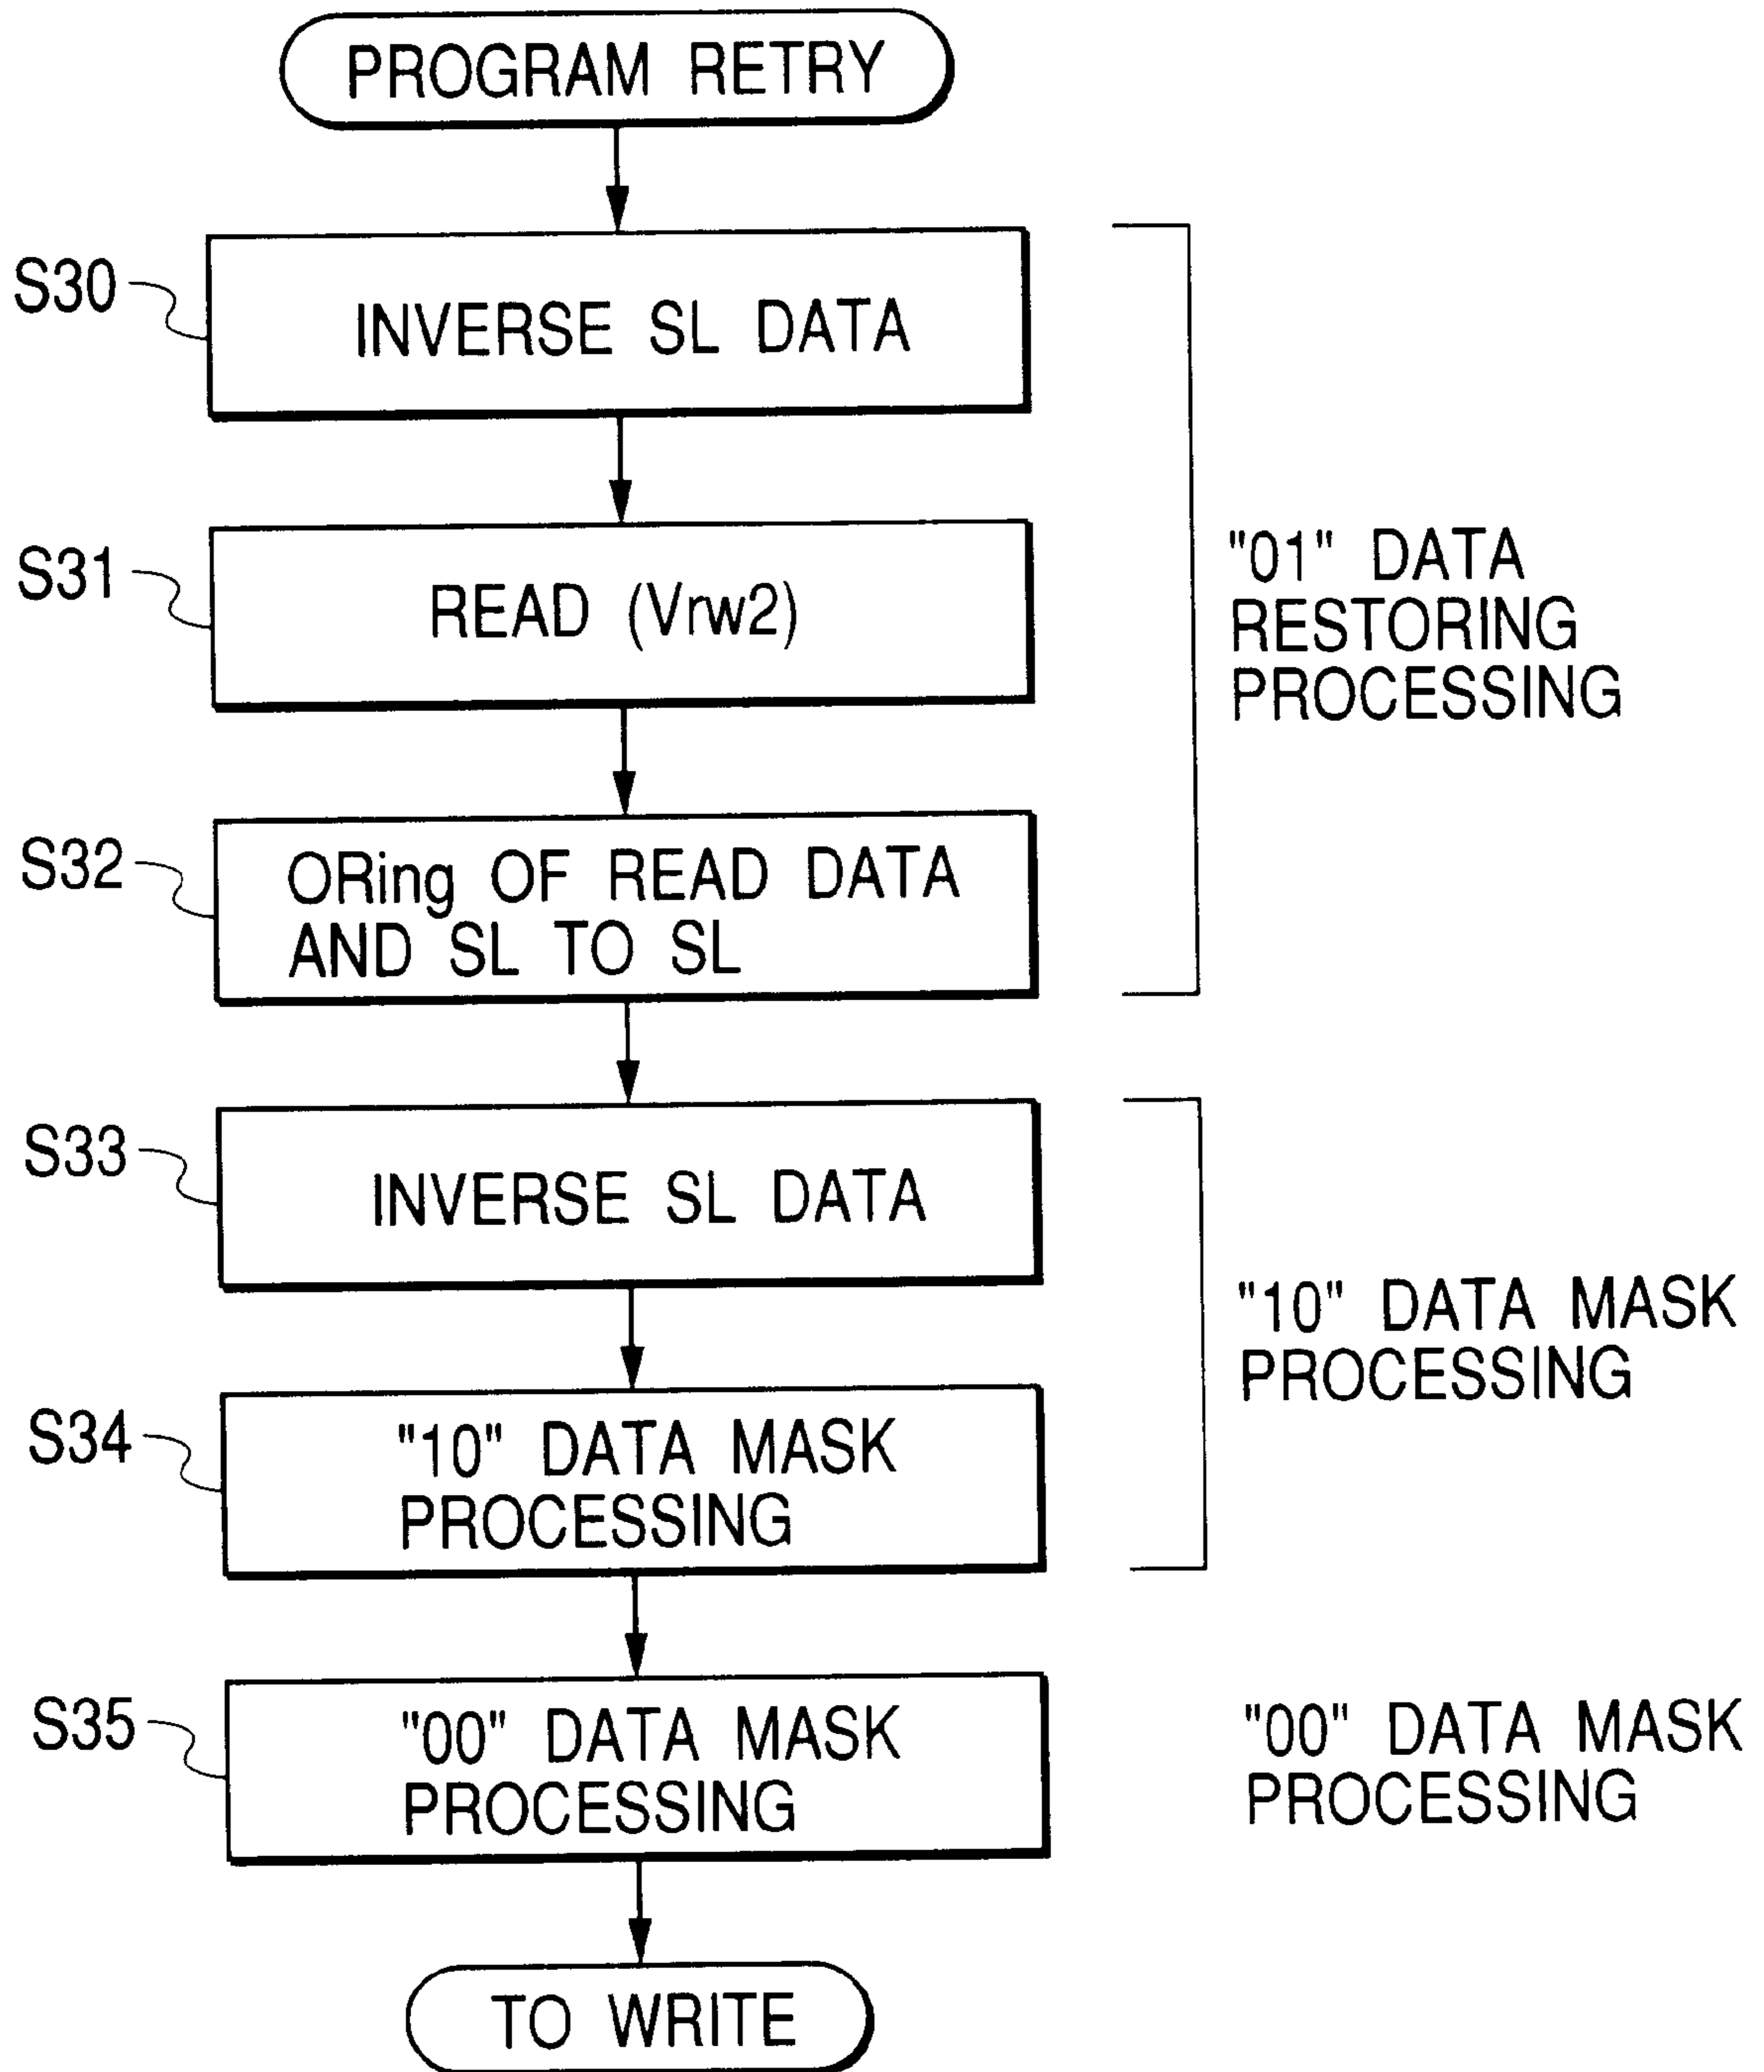 PROGRAM RETRY
S30
INVERSE SL DATA
S31
READ (Vrw2)
"01" DATA
RESTORING
PROCESSING
S32
ORing OF READ DATA
AND SL TO SL
S33
INVERSE SL DATA
"10" DATA MASK
PROCESSING
S34
"10" DATA MASK
PROCESSING
S35
"00" DATA MASK
PROCESSING
"00" DATA MASK
PROCESSING
TO WRITE